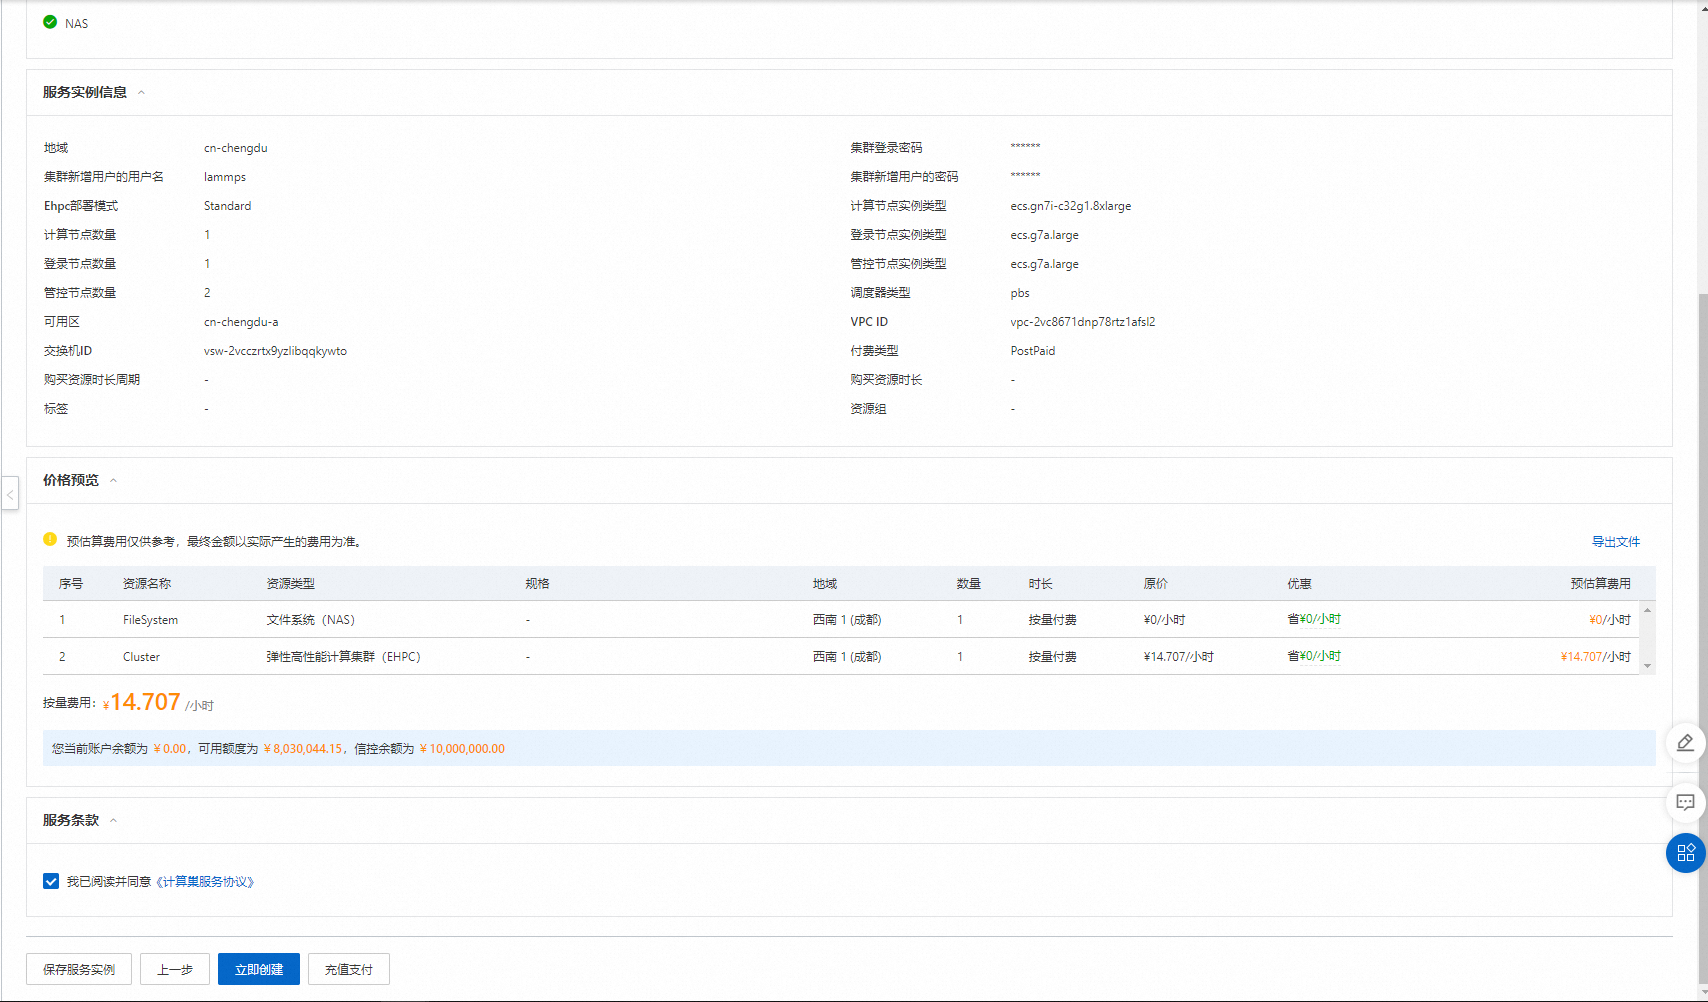 NAS
服务实例信息
地域 cn-chengdu 集群登录密码 ******
集群新增用户的用户名 lammps 集群新增用户的密码 ******
Ehpc部署模式 Standard 计算节点实例类型 ecs.gn7i-c32g1.8xlarge
计算节点数量 1 登录节点实例类型 ecs.g7a.large
登录节点数量 1 管控节点实例类型 ecs.g7a.large
管控节点数量 2 调度器类型 pbs
可用区 cn-chengdu-a VPC ID vpc-2vc8671dnp78rtz1afsl2
交换机ID vsw-2vcczrtx9yzlibqqkywto 付费类型 PostPaid
购买资源时长周期 - 购买资源时长 -
标签 - 资源组 -
价格预览
预估算费用仅供参考，最终金额以实际产生的费用为准。 导出文件
序号 资源名称 资源类型 规格 地域 数量 时长 原价 优惠 预估算费用
1 FileSystem 文件系统（NAS） - 西南 1 (成都) 1 按量付费 ¥0/小时 省¥0/小时 ¥0/小时
2 Cluster 弹性高性能计算集群（EHPC） - 西南 1 (成都) 1 按量付费 ¥14.707/小时 省¥0/小时 ¥14.707/小时
按量费用： ¥14.707 /小时
您当前账户余额为 ¥ 0.00，可用额度为 ¥ 8,030,044.15，信控余额为 ¥ 10,000,000.00
服务条款
我已阅读并同意《计算巢服务协议》
保存服务实例 上一步 立即创建 充值支付